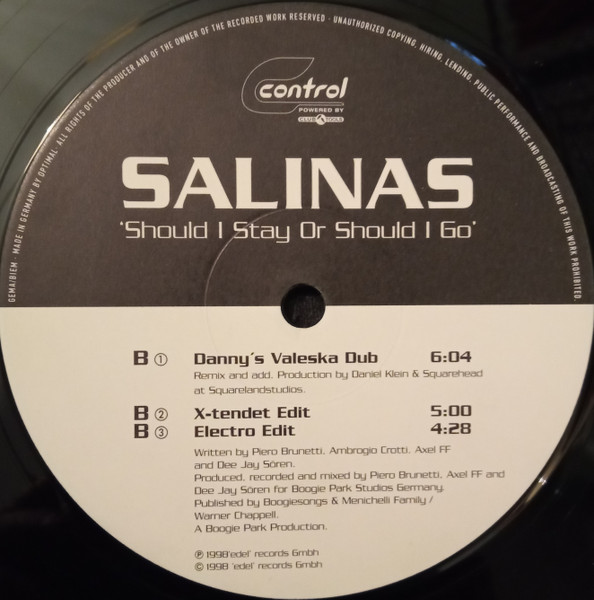 GEMA/BIEM · MADE IN GERMANY BY OPTIMAL · ALL RIGHTS OF THE PRODUCER AND OF THE OWNER OF THE RECORDED WORK RESERVED · UNAUTHORIZED COPYING, HIRING, LENDING, PUBLIC PERFORMANCE AND BROADCASTING OF THIS WORK PROHIBITED.
control
POWERED BY
CLUB TOOLS
SALINAS
'Should I Stay Or Should I Go'
B ① Danny´s Valeska Dub 6:04
Remix and add. Production by Daniel Klein & Squarehead
at Squarelandstudios.
B ② X-tendet Edit 5:00
B ③ Electro Edit 4:28
Written by Piero Brunetti, Ambrogio Crotti, Axel FF
and Dee Jay Sören.
Produced, recorded and mixed by Piero Brunetti, Axel FF and
Dee Jay Sören for Boogie Park Studios Germany.
Published by Boogiesongs & Menichelli Family /
Warner Chappell.
A Boogie Park Production.
℗ 1998'edel' records Gmbh
© 1998 'edel' records Gmbh